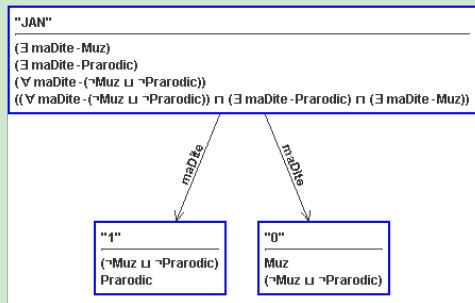 "JAN"
(∃ maDite -Muz)
(∃ maDite -Prarodic)
(∀ maDite -(¬Muz ⊔ ¬Prarodic))
((∀ maDite -(¬Muz ⊔ ¬Prarodic)) ⊓ (∃ maDite -Prarodic) ⊓ (∃ maDite -Muz))
maDite
maDite
"1"
(¬Muz ⊔ ¬Prarodic)
Prarodic
"0"
Muz
(¬Muz ⊔ ¬Prarodic)